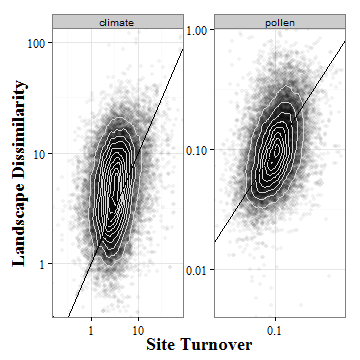 climate
pollen
Landscape Dissimilarity
100
10
1
1.00
0.10
0.01
1
10
0.1
Site Turnover